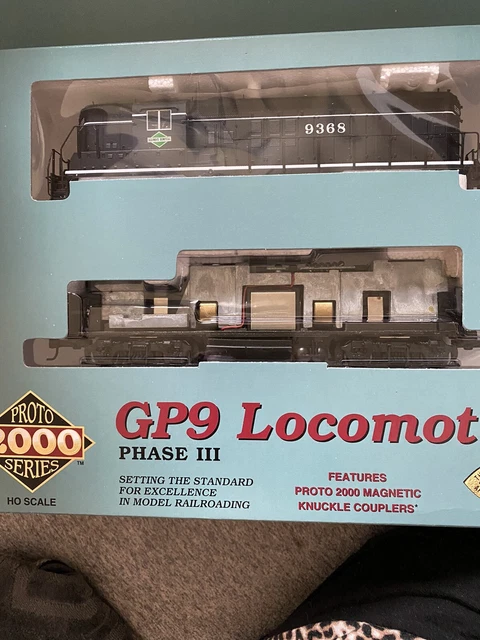 9368
PROTO
2000
SERIES
TM
HO SCALE
GP9 Locomot
PHASE III
SETTING THE STANDARD
FOR EXCELLENCE
IN MODEL RAILROADING
FEATURES
PROTO 2000 MAGNETIC
KNUCKLE COUPLERS*